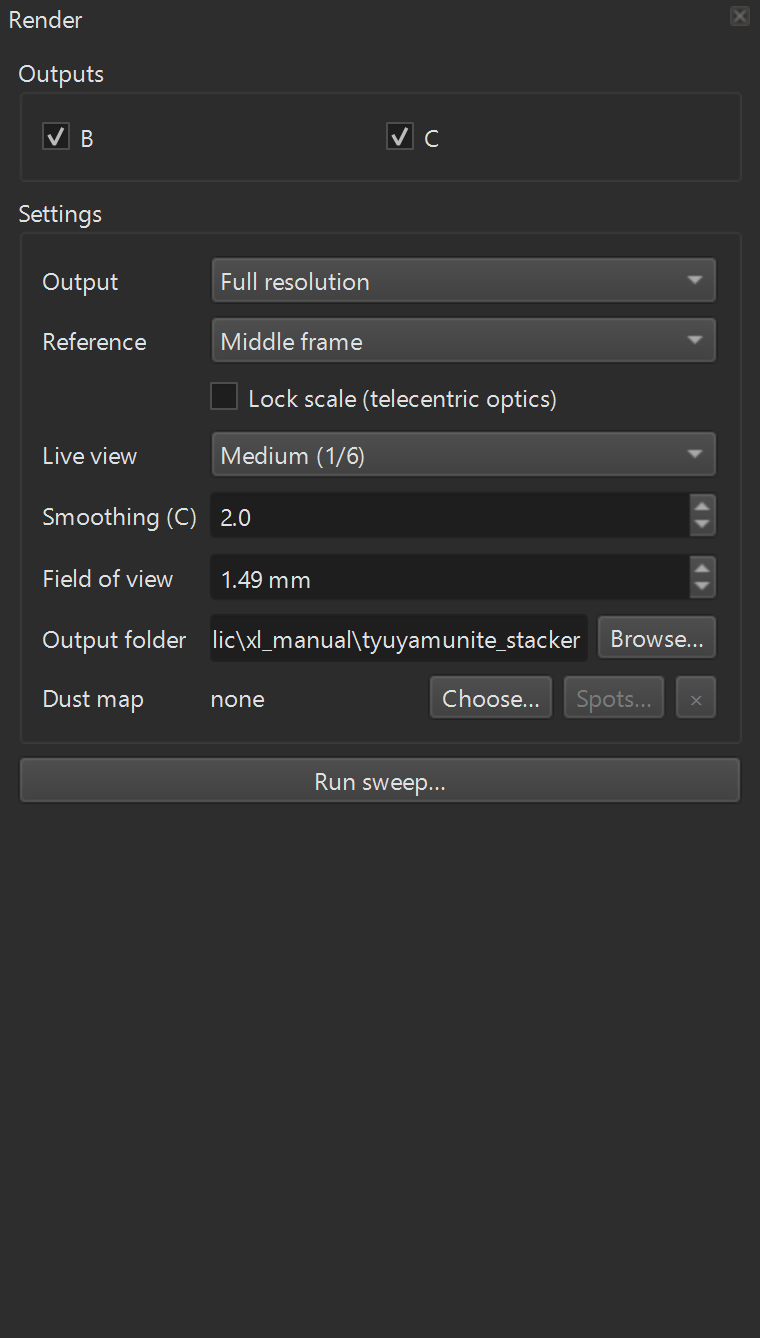 Render
Outputs
B
C
Settings
Output
Full resolution
Reference
Middle frame
Lock scale (telecentric optics)
Live view
Medium (1/6)
Smoothing (C)
2.0
Field of view
1.49 mm
Output folder
lic\xl_manual\tyuyamunite_stacker
Browse...
Dust map
none
Choose...
Spots...
×
Run sweep...